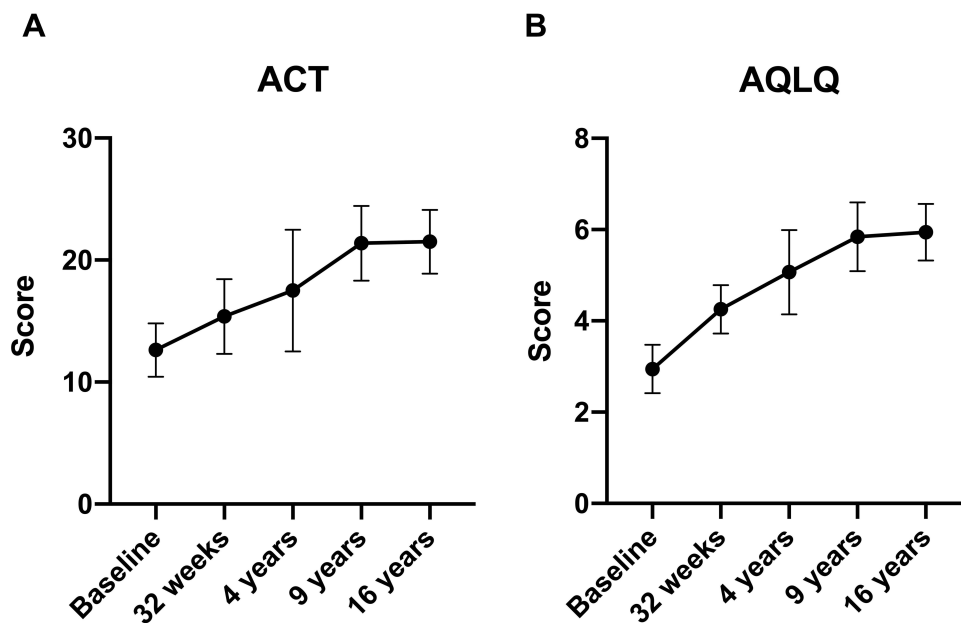 A
ACT
Score
30
20
10
0
Baseline
32 weeks
4 years
9 years
16 years
B
AQLQ
Score
8
6
4
2
0
Baseline
32 weeks
4 years
9 years
16 years